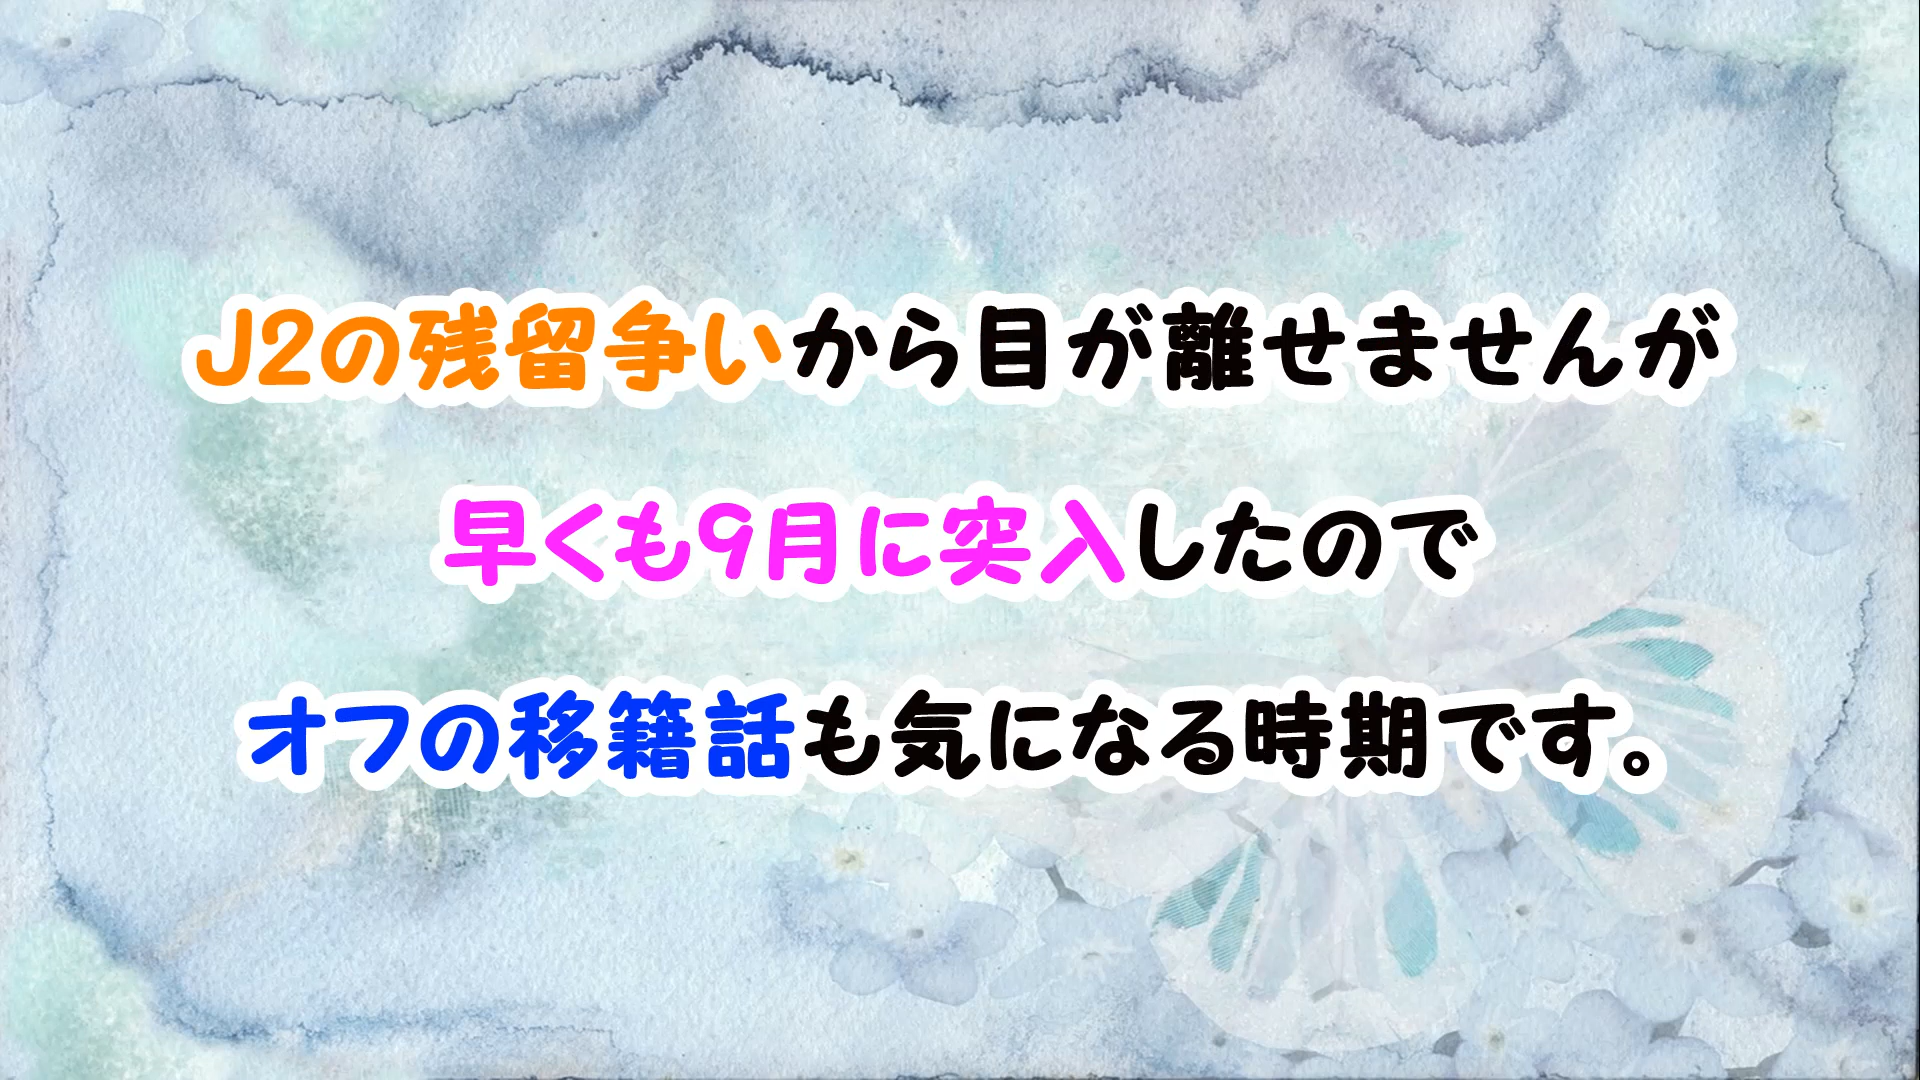 J2の残留争いから目が離せませんが
早くも9月に突入したので
オフの移籍話も気になる時期です。